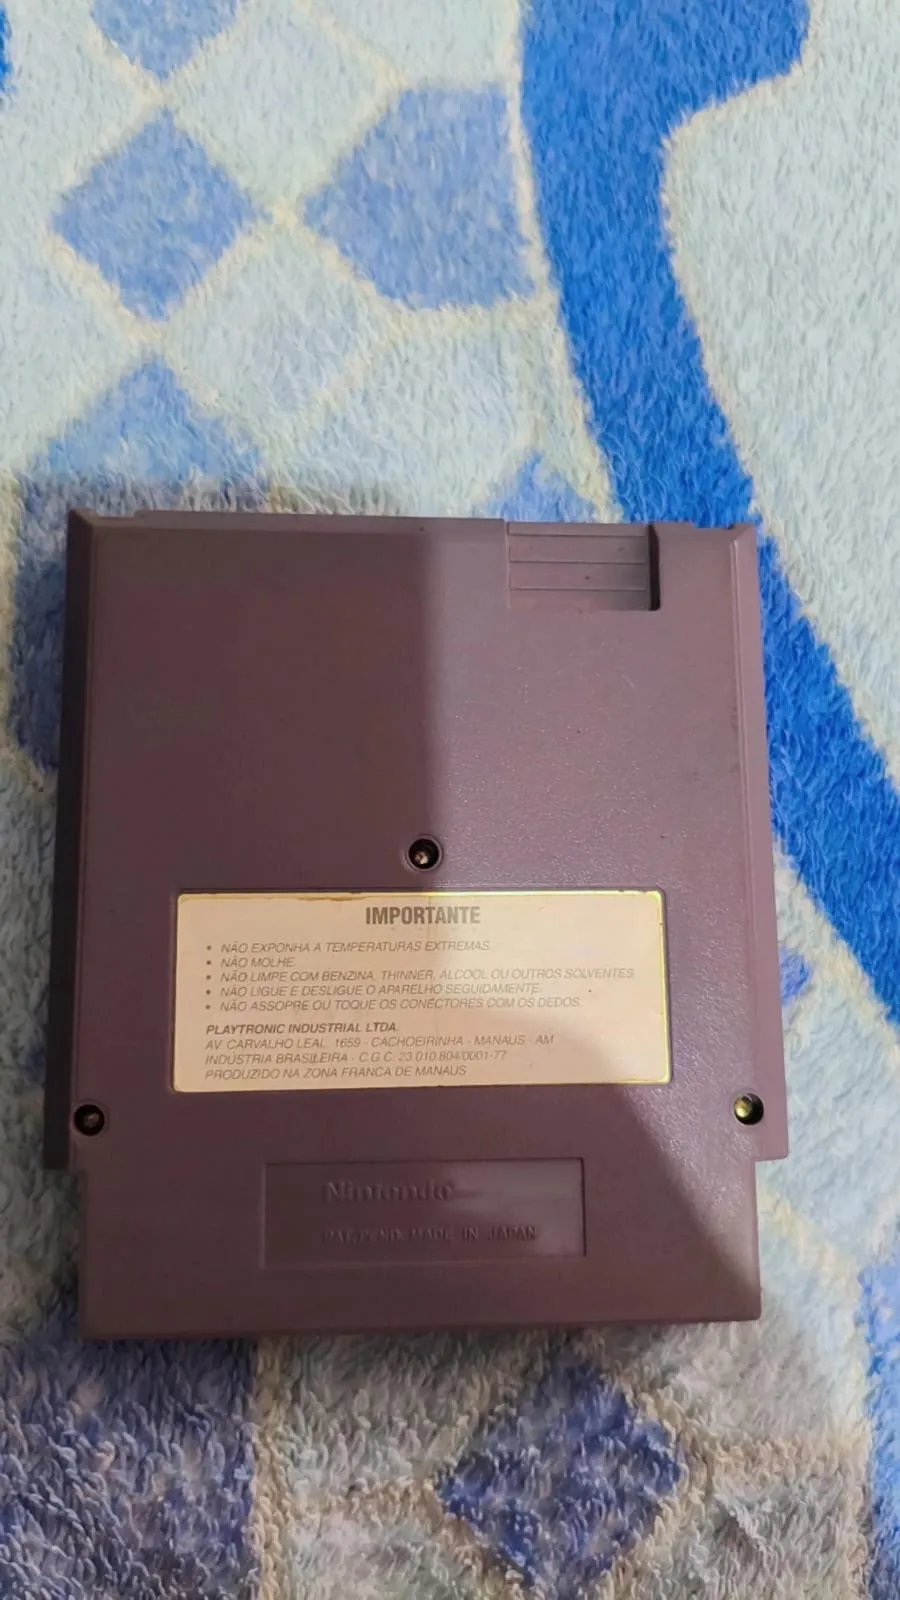 IMPORTANTE
• NÃO EXPONHA A TEMPERATURAS EXTREMAS.
• NÃO MOLHE.
• NÃO LIMPE COM BENZINA, THINNER, ALCOOL OU OUTROS SOLVENTES.
• NÃO LIGUE E DESLIGUE O APARELHO SEGUIDAMENTE.
• NÃO ASSOPRE OU TOQUE OS CONECTORES COM OS DEDOS.
PLAYTRONIC INDUSTRIAL LTDA.
AV. CARVALHO LEAL, 1659 - CACHOEIRINHA - MANAUS - AM
INDÚSTRIA BRASILEIRA - C.G.C. 23.010.804/0001-77
PRODUZIDO NA ZONA FRANCA DE MANAUS
Nintendo
PAT.PEND. MADE IN JAPAN